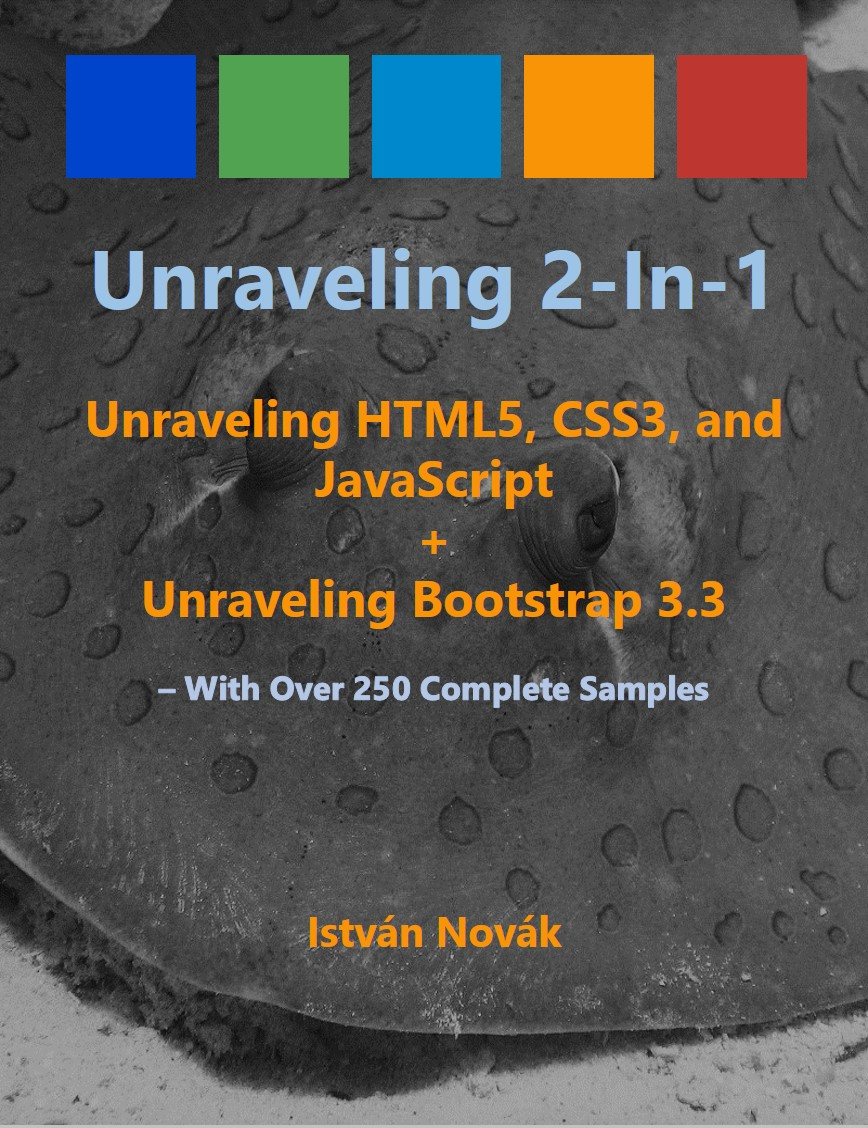 Unraveling 2-In-1
Unraveling HTML5, CSS3, and
JavaScript
+
Unraveling Bootstrap 3.3
– With Over 250 Complete Samples
István Novák